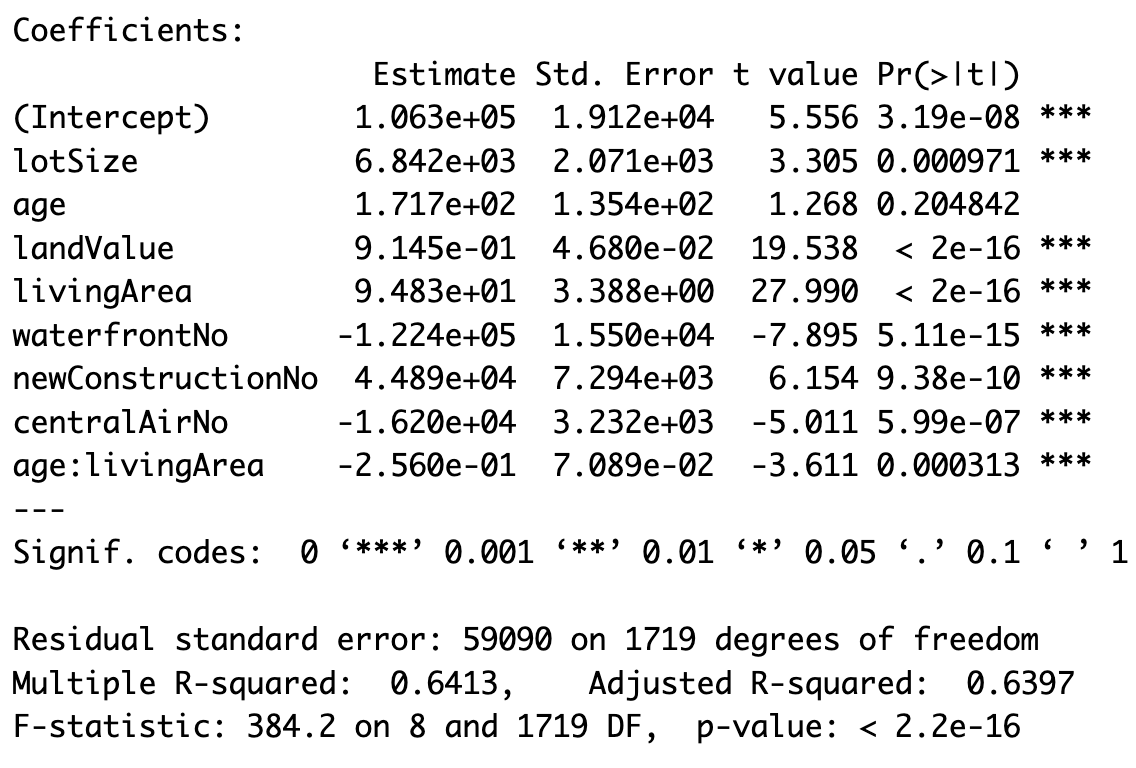 Coefficients:
                    Estimate Std. Error t value Pr(>|t|)
(Intercept)        1.063e+05  1.912e+04   5.556 3.19e-08 ***
lotSize            6.842e+03  2.071e+03   3.305 0.000971 ***
age                1.717e+02  1.354e+02   1.268 0.204842
landValue          9.145e-01  4.680e-02  19.538  < 2e-16 ***
livingArea         9.483e+01  3.388e+00  27.990  < 2e-16 ***
waterfrontNo      -1.224e+05  1.550e+04  -7.895 5.11e-15 ***
newConstructionNo  4.489e+04  7.294e+03   6.154 9.38e-10 ***
centralAirNo      -1.620e+04  3.232e+03  -5.011 5.99e-07 ***
age:livingArea    -2.560e-01  7.089e-02  -3.611 0.000313 ***
---
Signif. codes:  0 ‘***’ 0.001 ‘**’ 0.01 ‘*’ 0.05 ‘.’ 0.1 ‘ ’ 1
Residual standard error: 59090 on 1719 degrees of freedom
Multiple R-squared:  0.6413,    Adjusted R-squared:  0.6397
F-statistic: 384.2 on 8 and 1719 DF,  p-value: < 2.2e-16